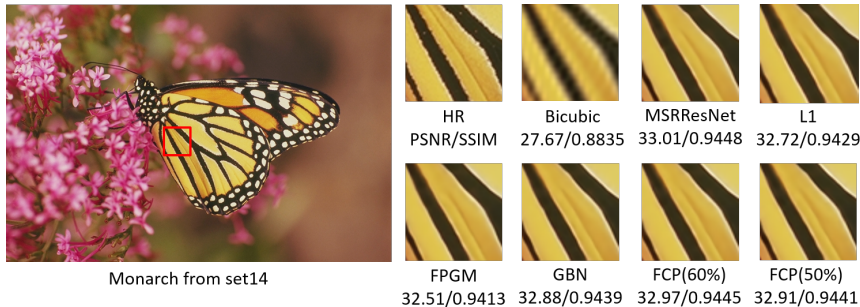 HR
PSNR/SSIM
Bicubic
27.67/0.8835
MSRResNet
33.01/0.9448
L1
32.72/0.9429
Monarch from set14
FPGM
32.51/0.9413
GBN
32.88/0.9439
FCP(60%)
32.97/0.9445
FCP(50%)
32.91/0.9441